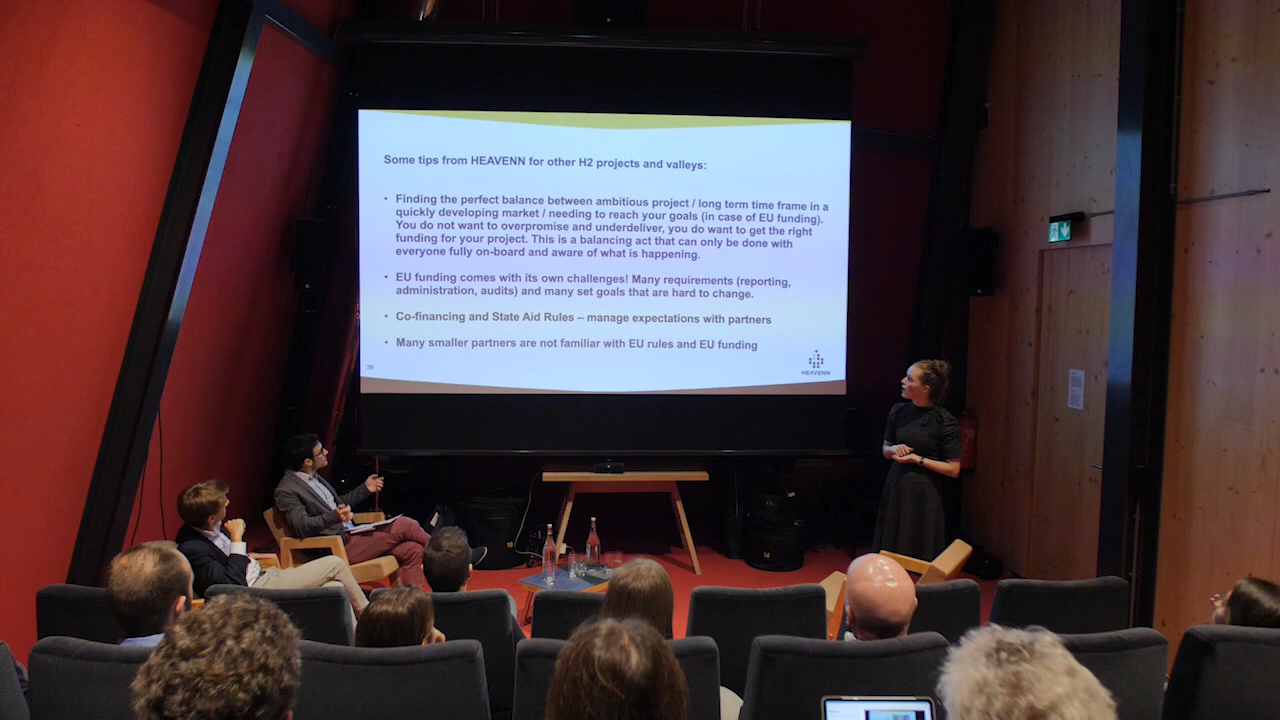 Some tips from HEAVENN for other H2 projects and valleys:
• Finding the perfect balance between ambitious project / long term time frame in a
quickly developing market / needing to reach your goals (in case of EU funding).
You do not want to overpromise and underdeliver, you do want to get the right
funding for your project. This is a balancing act that can only be done with
everyone fully on-board and aware of what is happening.
• EU funding comes with its own challenges! Many requirements (reporting,
administration, audits) and many set goals that are hard to change.
• Co-financing and State Aid Rules – manage expectations with partners
• Many smaller partners are not familiar with EU rules and EU funding
HEAVENN